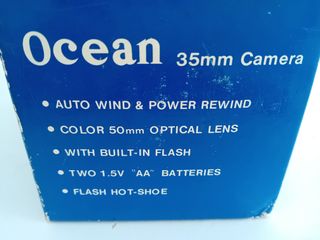 Ocean 35mm Camera
• AUTO WIND & POWER REWIND
• COLOR 50mm OPTICAL LENS
• WITH BUILT-IN FLASH
• TWO 1.5V "AA" BATTERIES
• FLASH HOT-SHOE